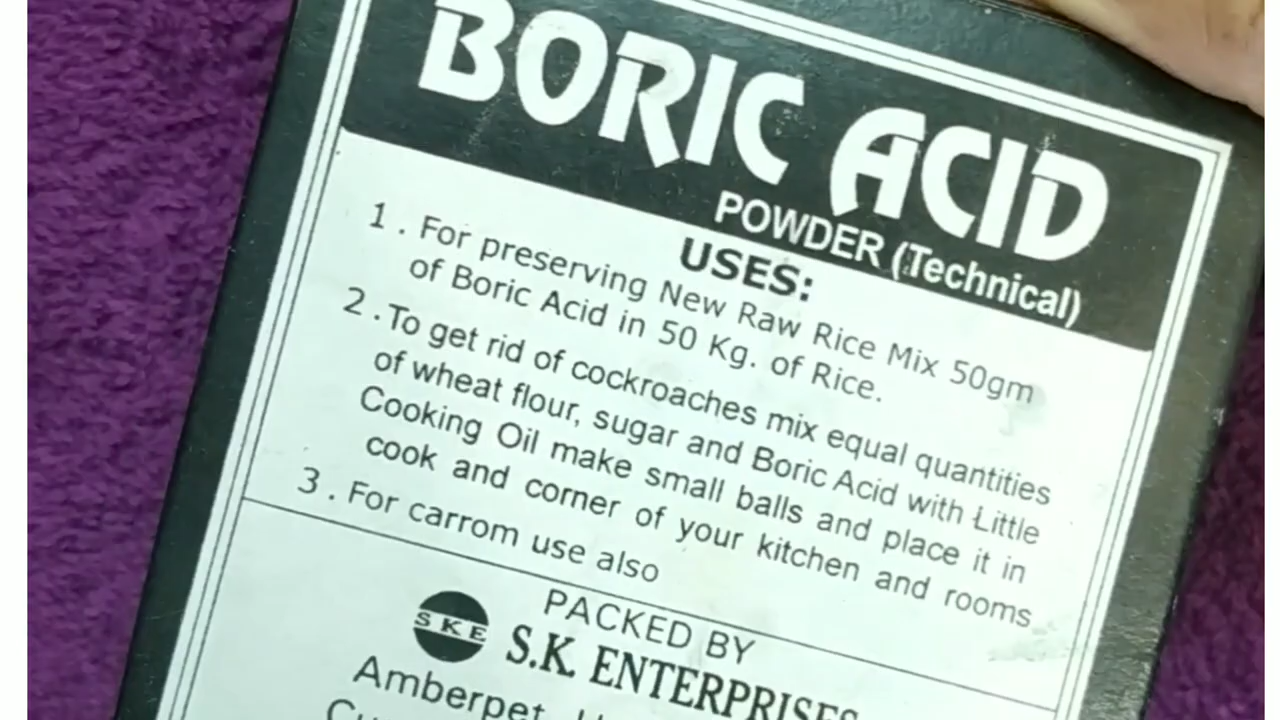 BORIC ACID
POWDER (Technical)
USES:
1. For preserving New Raw Rice Mix 50gm
of Boric Acid in 50 Kg. of Rice.
2. To get rid of cockroaches mix equal quantities
of wheat flour, sugar and Boric Acid with Little
Cooking Oil make small balls and place it in
cook and corner of your kitchen and rooms
3. For carrom use also
PACKED BY
SKE
S.K. ENTERPRISES
Amberpet,